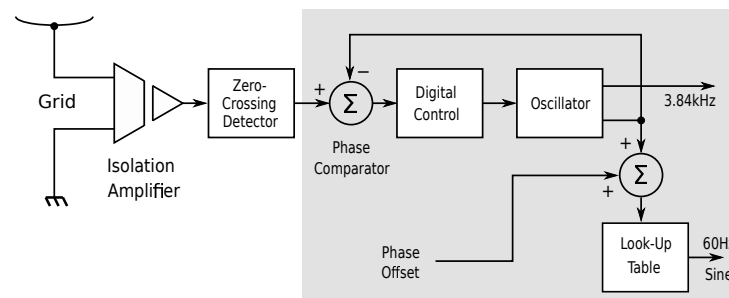 Grid
Isolation
Amplifier
Zero-
Crossing
Detector
+
−
Σ
Phase
Comparator
Digital
Control
Oscillator
3.84kHz
+
+
Σ
Phase
Offset
Look-Up
Table
60Hz
Sine